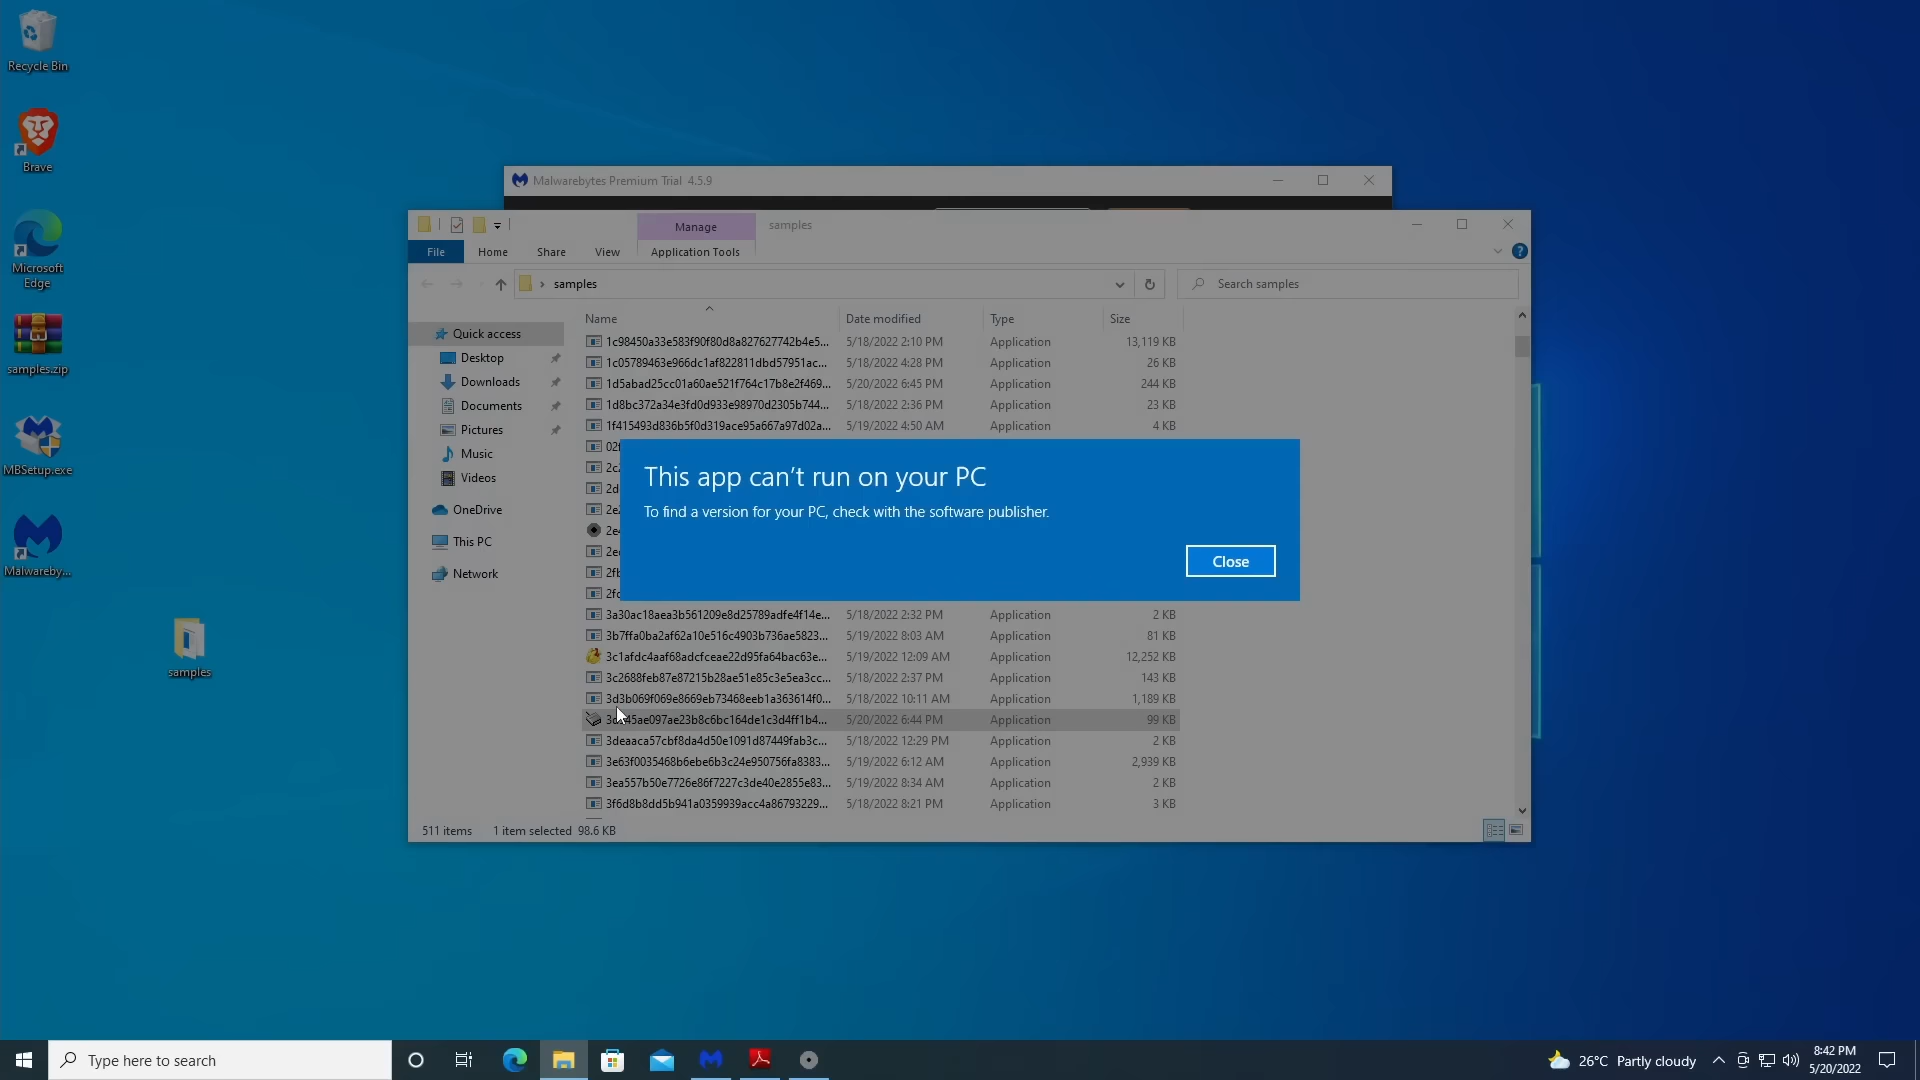 Recycle Bin
Brave
Microsoft
Edge
samples.zip
MBSetup.exe
Malwareby...
samples
Malwarebytes Premium Trial 4.5.9
Manage
samples
File
Home
Share
View
Application Tools
samples
Search samples
Quick access
Desktop
Downloads
Documents
Pictures
Music
Videos
OneDrive
This PC
Network
Name Date modified Type Size
1c98450a33e583f90f80d8a827627742b4e5... 5/18/2022 2:10 PM Application 13,119 KB
1c05789463e966dc1af822811dbd57951ac... 5/18/2022 4:28 PM Application 26 KB
1d5abad25cc01a60ae521f764c17b8e2f469... 5/20/2022 6:45 PM Application 244 KB
1d8bc372a34e3fd0d933e98970d2305b744... 5/18/2022 2:36 PM Application 23 KB
1f415493d836b5f0d319ace95a667a97d02a... 5/19/2022 4:50 AM Application 4 KB
This app can't run on your PC
To find a version for your PC, check with the software publisher.
Close
3a30ac18aea3b561209e8d25789adfe4f14e... 5/18/2022 2:32 PM Application 2 KB
3b7ffa0ba2af62a10e516c4903b736ae5823... 5/19/2022 8:03 AM Application 81 KB
3c1afdc4aaf68adcfceae22d95fa64bac63e... 5/19/2022 12:09 AM Application 12,252 KB
3c2688feb87e87215b28ae51e85c3e5ea3cc... 5/18/2022 2:37 PM Application 143 KB
3d3b069f069e8669eb73468eeb1a363614f0... 5/18/2022 10:11 AM Application 1,189 KB
5/20/2022 6:44 PM Application 99 KB
3deaaca57cbf8da4d50e1091d87449fab3c... 5/18/2022 12:29 PM Application 2 KB
3e63f0035468b6ebe6b3c24e950756fa8383... 5/19/2022 6:12 AM Application 2,939 KB
3ea557b50e7726e86f7227c3de40e2855e83... 5/19/2022 8:34 AM Application 2 KB
3f6d8b8dd5b941a0359939acc4a86793229... 5/18/2022 8:21 PM Application 3 KB
511 items 1 item selected 98.6 KB
Type here to search
26°C Partly cloudy
8:42 PM
5/20/2022